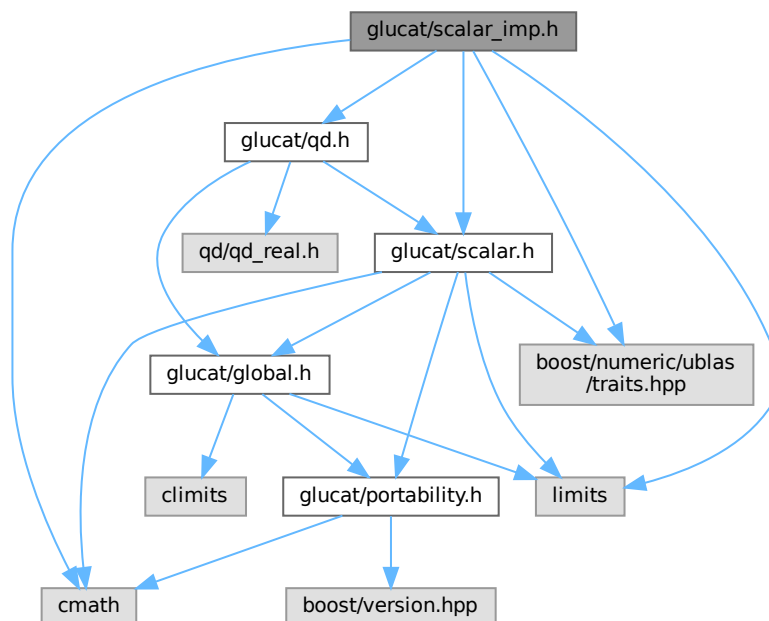 glucat/scalar_imp.h
glucat/qd.h
qd/qd_real.h
glucat/scalar.h
boost/numeric/ublas
/traits.hpp
glucat/global.h
climits
glucat/portability.h
limits
cmath
boost/version.hpp